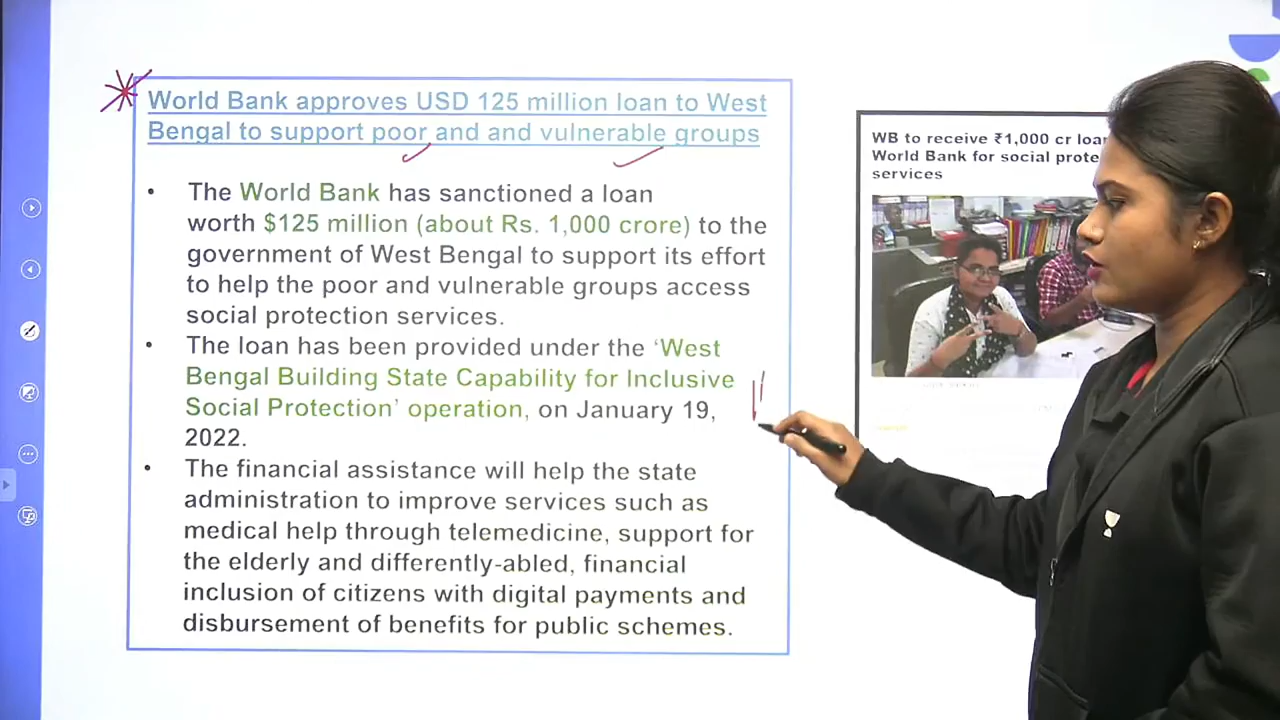 World Bank approves USD 125 million loan to West
Bengal to support poor and and vulnerable groups
• The World Bank has sanctioned a loan
worth $125 million (about Rs. 1,000 crore) to the
government of West Bengal to support its effort
to help the poor and vulnerable groups access
social protection services.
• The loan has been provided under the ‘West
Bengal Building State Capability for Inclusive
Social Protection’ operation, on January 19,
2022.
• The financial assistance will help the state
administration to improve services such as
medical help through telemedicine, support for
the elderly and differently-abled, financial
inclusion of citizens with digital payments and
disbursement of benefits for public schemes.
WB to receive ₹1,000 cr loan
World Bank for social prote
services